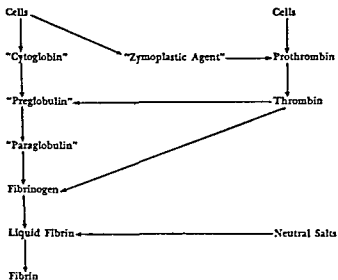 Cells Cells
"Cytoglobin" "Zymoplastic Agent" Prothrombin
"Preglobulin" Thrombin
"Paraglobulin"
Fibrinogen
Liquid Fibrin Neutral Salts
Fibrin